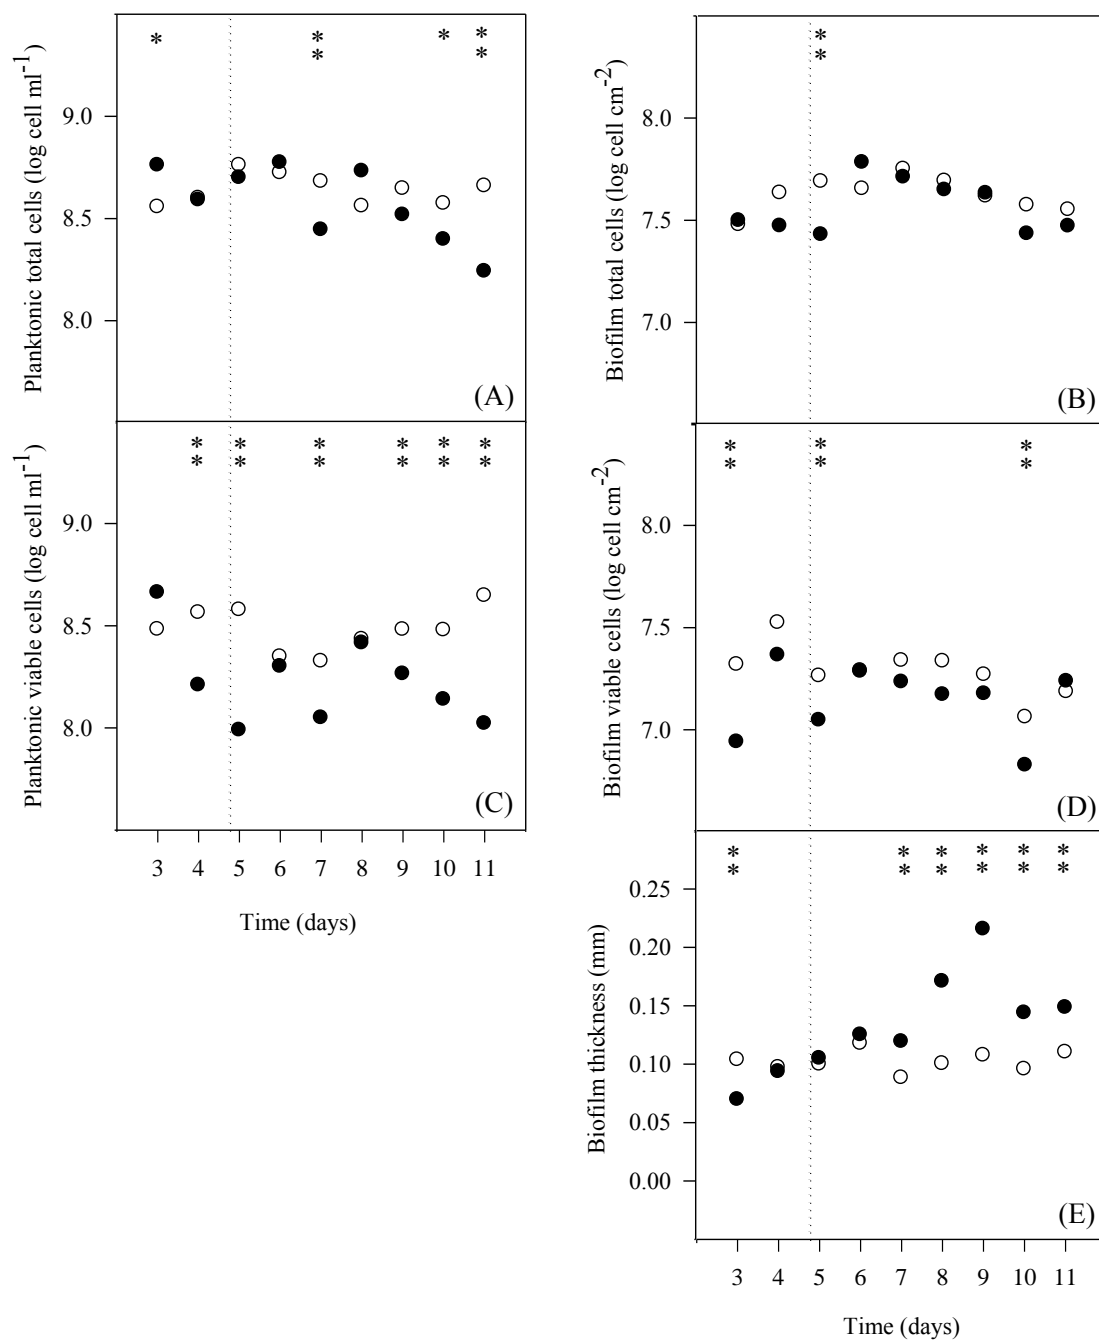 Planktonic total cells (log cell ml⁻¹)
9.0
8.5
8.0
*
* *
*
* *
(A)
Biofilm total cells (log cell cm⁻²)
8.0
7.5
7.0
* *
(B)
Planktonic viable cells (log cell ml⁻¹)
9.0
8.5
8.0
* *
* *
* *
* *
* *
* *
(C)
3 4 5 6 7 8 9 10 11
Time (days)
Biofilm viable cells (log cell cm⁻²)
8.0
7.5
7.0
* *
* *
* *
(D)
Biofilm thickness (mm)
0.25
0.20
0.15
0.10
0.05
0.00
* *
* *
* *
* *
* *
* *
(E)
3 4 5 6 7 8 9 10 11
Time (days)